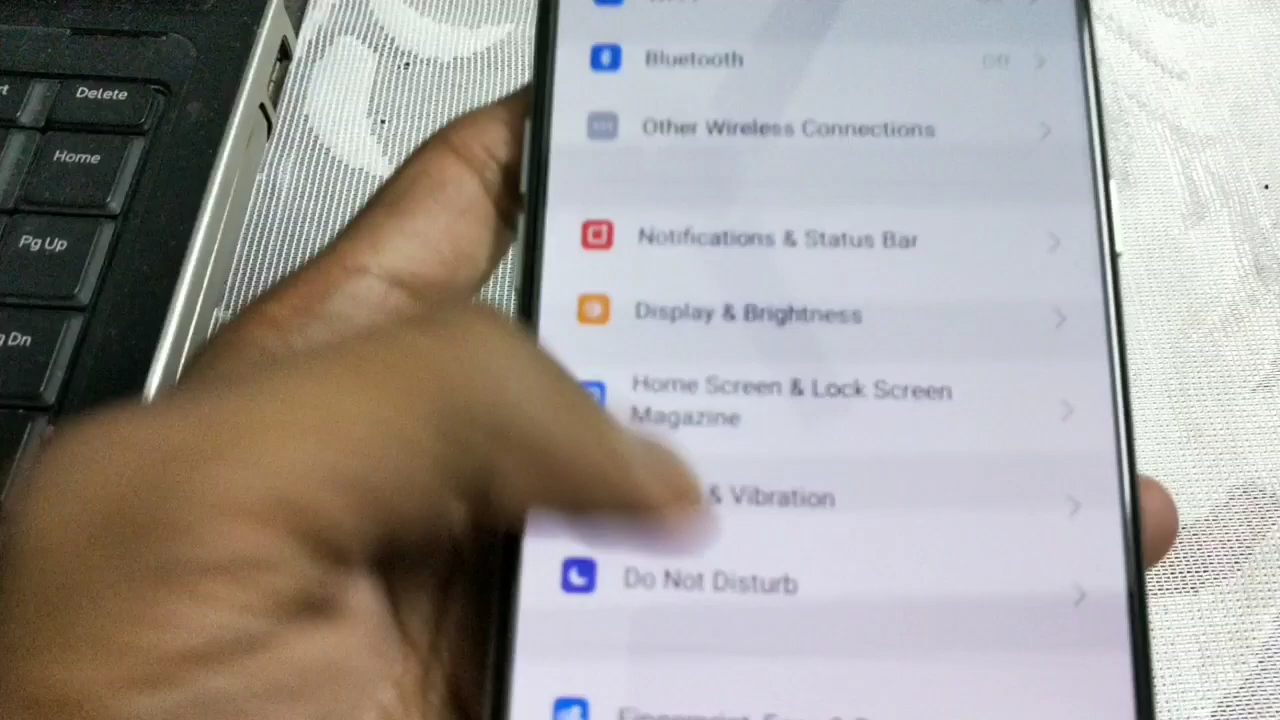 Delete
Home
Pg Up
Dn
Bluetooth
Off
Other Wireless Connections
Notifications & Status Bar
Display & Brightness
Home Screen & Lock Screen
Magazine
& Vibration
Do Not Disturb